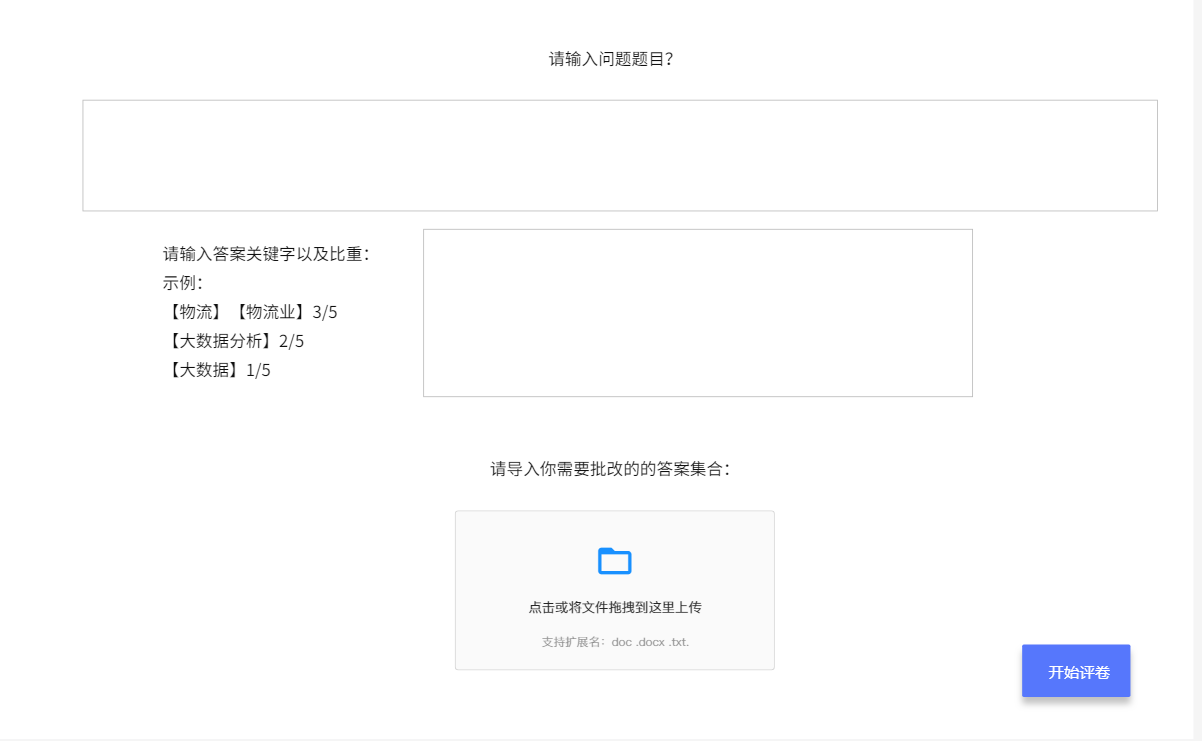 请输入问题题目?
请输入答案关键字以及比重：
示例：
【物流】【物流业】3/5
【大数据分析】2/5
【大数据】1/5
请导入你需要批改的的答案集合：
点击或将文件拖拽到这里上传
支持扩展名：doc .docx .txt.
开始评卷